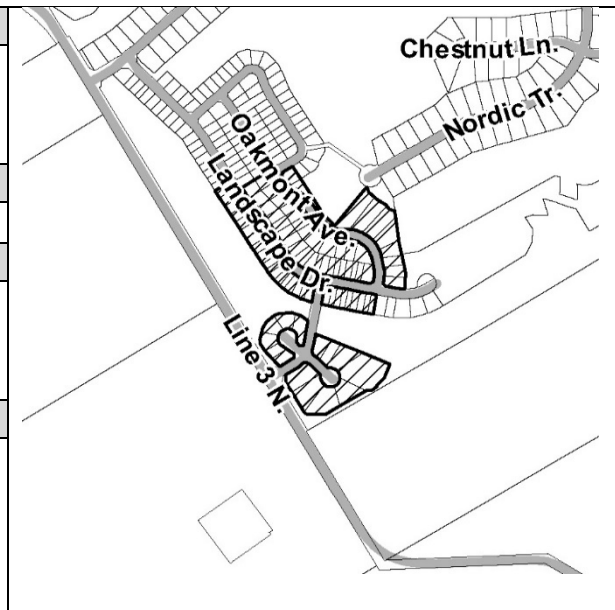 Chestnut Ln.
Nordic Tr.
Oakmont Ave.
Landscape Dr.
Line 3 N.